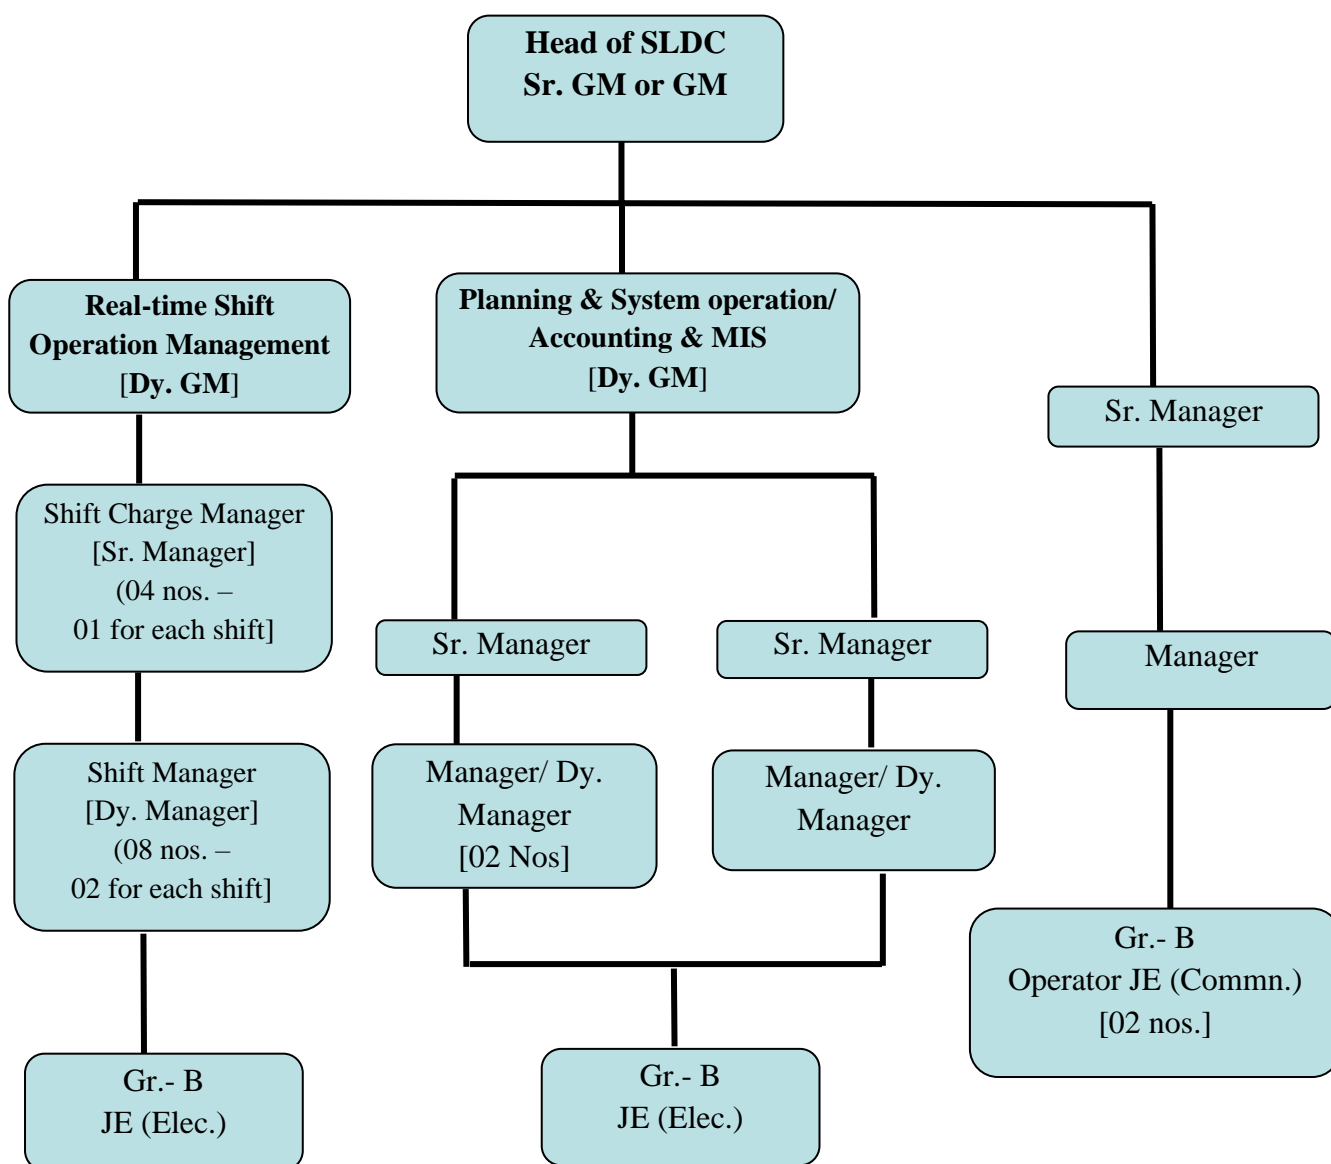 Head of SLDC
Sr. GM or GM
Real-time Shift
Operation Management
[Dy. GM]
Planning & System operation/
Accounting & MIS
[Dy. GM]
Sr. Manager
Shift Charge Manager
[Sr. Manager]
(04 nos. –
01 for each shift]
Sr. Manager
Sr. Manager
Manager
Shift Manager
[Dy. Manager]
(08 nos. –
02 for each shift]
Manager/ Dy.
Manager
[02 Nos]
Manager/ Dy.
Manager
Gr.- B
Operator JE (Commn.)
[02 nos.]
Gr.- B
JE (Elec.)
Gr.- B
JE (Elec.)